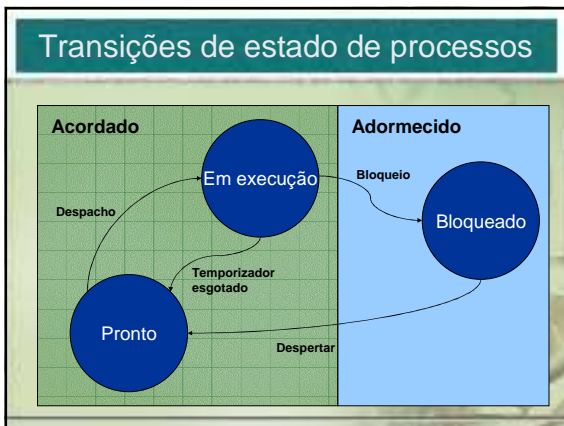 Transições de estado de processos
Acordado
Adormecido
Em execução
Bloqueio
Despacho
Bloqueado
Temporizador
esgotado
Pronto
Despertar